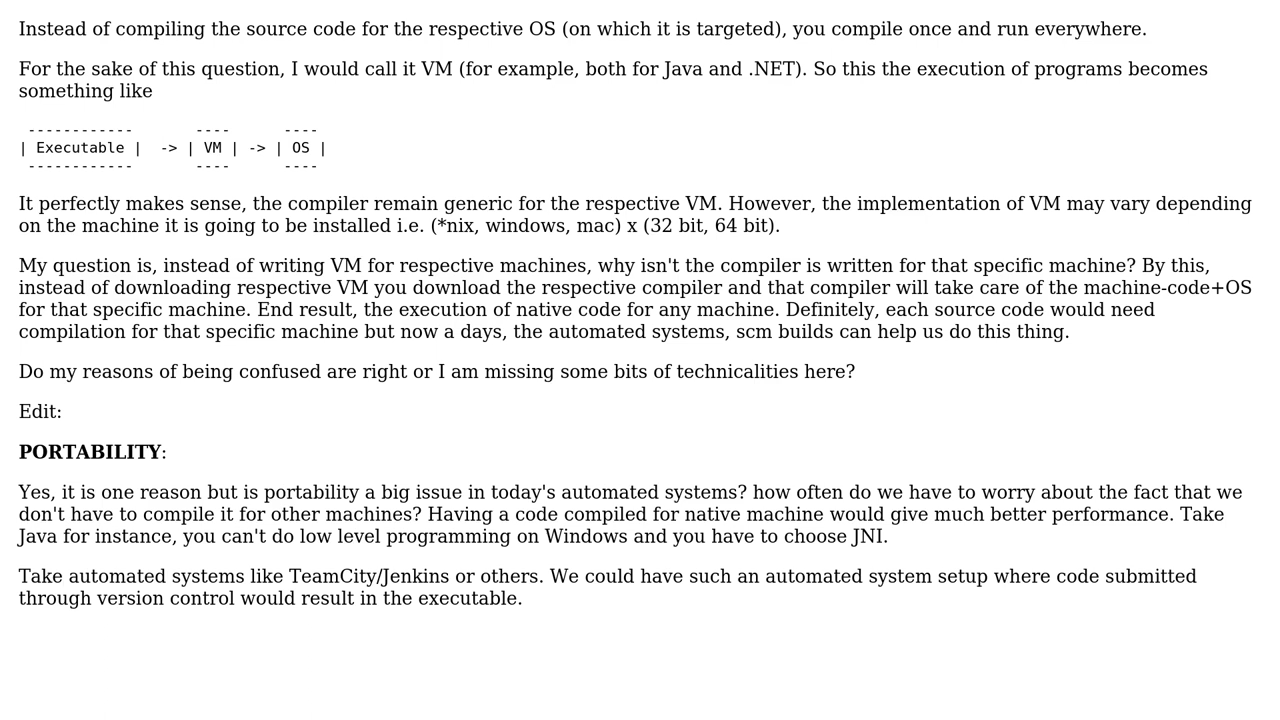 Instead of compiling the source code for the respective OS (on which it is targeted), you compile once and run everywhere.
For the sake of this question, I would call it VM (for example, both for Java and .NET). So this the execution of programs becomes
something like
 ------------       ----      ----
| Executable |  -> | VM | -> | OS |
 ------------       ----      ----
It perfectly makes sense, the compiler remain generic for the respective VM. However, the implementation of VM may vary depending
on the machine it is going to be installed i.e. (*nix, windows, mac) x (32 bit, 64 bit).
My question is, instead of writing VM for respective machines, why isn't the compiler is written for that specific machine? By this,
instead of downloading respective VM you download the respective compiler and that compiler will take care of the machine-code+OS
for that specific machine. End result, the execution of native code for any machine. Definitely, each source code would need
compilation for that specific machine but now a days, the automated systems, scm builds can help us do this thing.
Do my reasons of being confused are right or I am missing some bits of technicalities here?
Edit:
PORTABILITY:
Yes, it is one reason but is portability a big issue in today's automated systems? how often do we have to worry about the fact that we
don't have to compile it for other machines? Having a code compiled for native machine would give much better performance. Take
Java for instance, you can't do low level programming on Windows and you have to choose JNI.
Take automated systems like TeamCity/Jenkins or others. We could have such an automated system setup where code submitted
through version control would result in the executable.